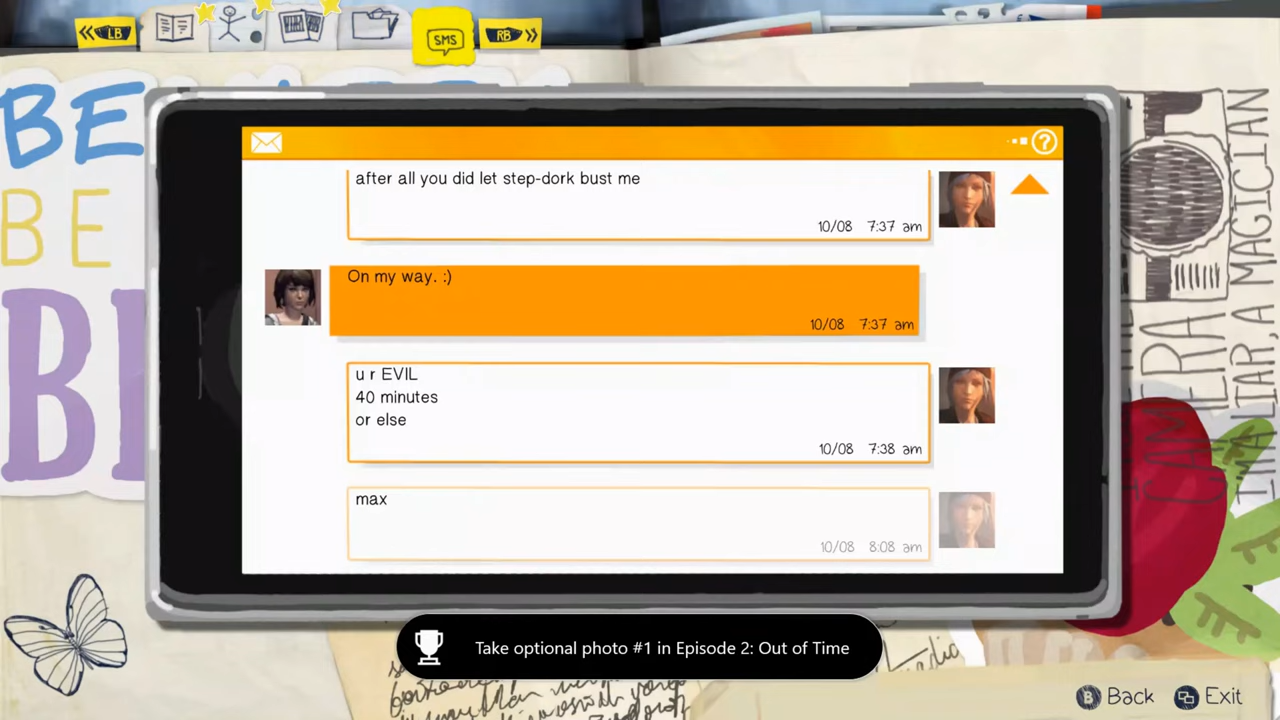 LB
SMS
RB
after all you did let step-dork bust me
10/08 7:37 am
On my way. :)
10/08 7:37 am
u r EVIL
40 minutes
or else
10/08 7:38 am
max
10/08 8:08 am
Take optional photo #1 in Episode 2: Out of Time
B Back
Exit
BE
BE
CAMERA
I'M A LIAR, A MAGICIAN